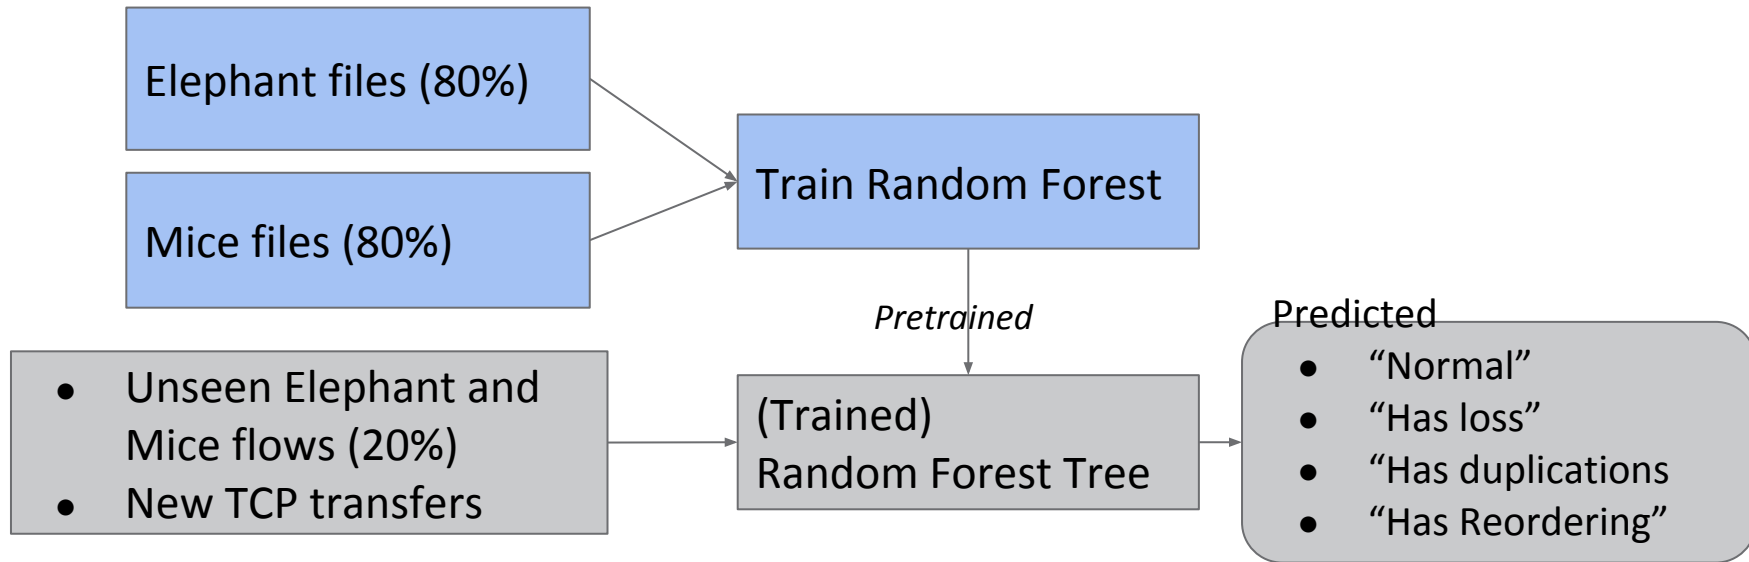 Elephant files (80%)
Mice files (80%)
Train Random Forest
Pretrained
● Unseen Elephant and
Mice flows (20%)
● New TCP transfers
(Trained)
Random Forest Tree
Predicted
● “Normal”
● “Has loss”
● “Has duplications
● “Has Reordering”